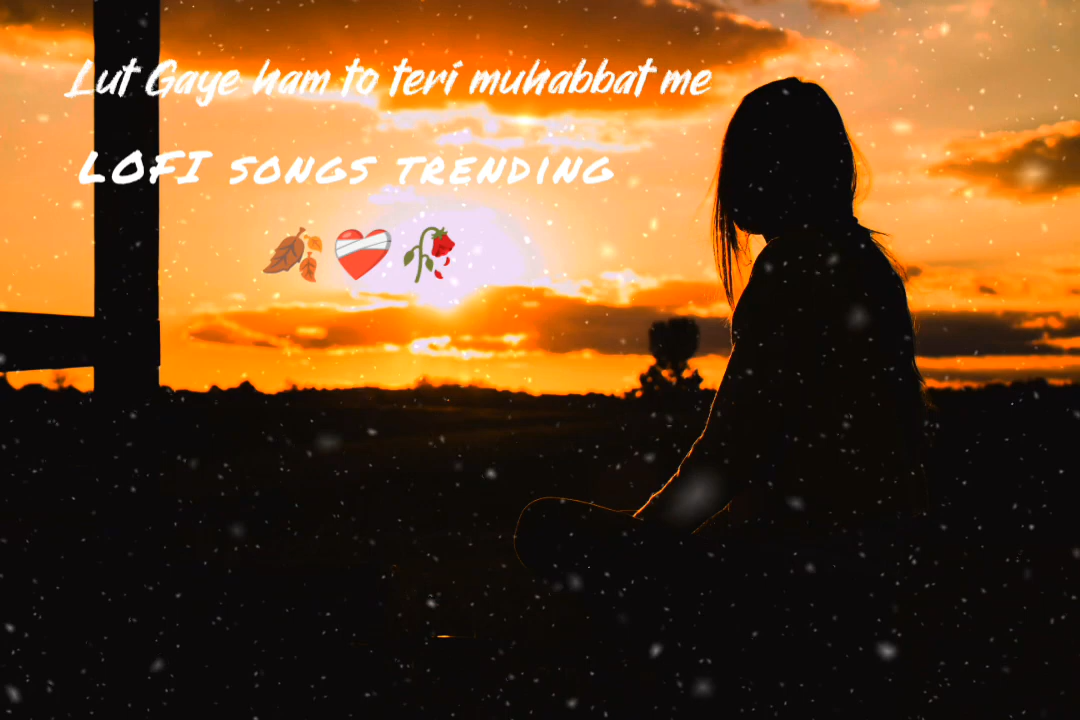 Lut Gaye ham to teri muhabbat me
LOFI SONGS TRENDING
🍂❤️‍🩹🥀